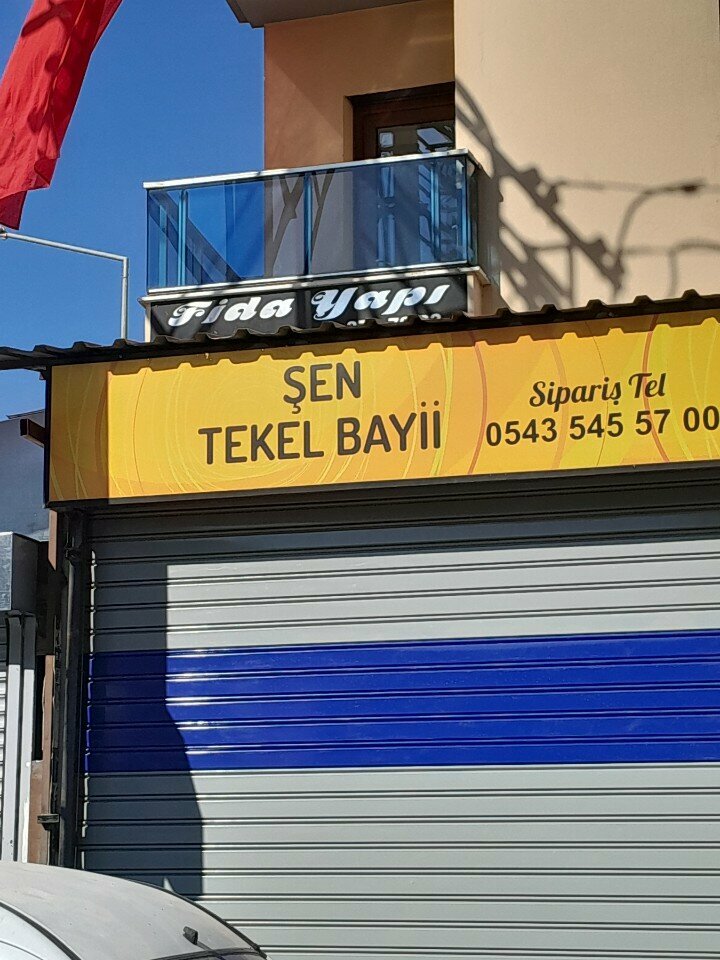 Fida Yapı
ŞEN
TEKEL BAYİİ
Sipariş Tel
0543 545 57 00